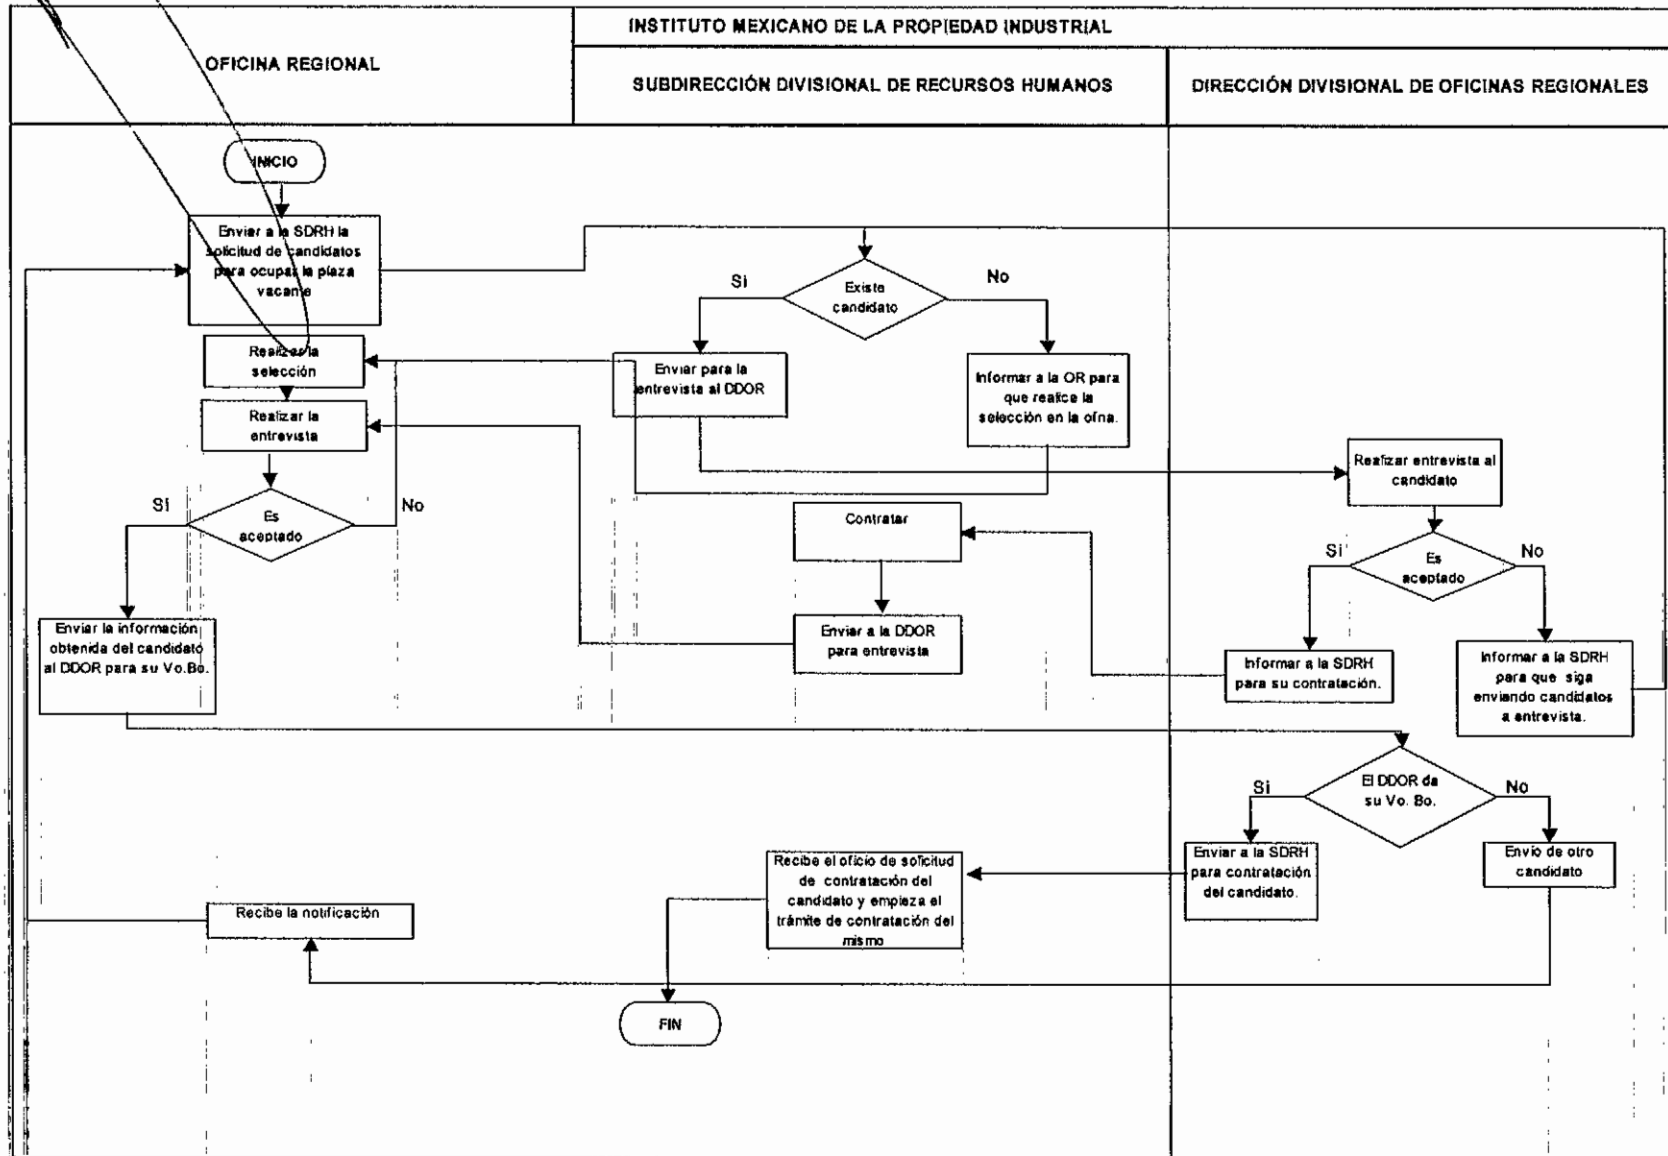 INSTITUTO MEXICANO DE LA PROPIEDAD INDUSTRIAL
OFICINA REGIONAL
SUBDIRECCIÓN DIVISIONAL DE RECURSOS HUMANOS
DIRECCIÓN DIVISIONAL DE OFICINAS REGIONALES
INICIO
Enviar a la SDRH la
solicitud de candidatos
para ocupar la plaza
vacante
Existe
candidato
Si
No
Realizar la
selección
Enviar para la
entrevista al DDOR
Informar a la OR para
que realice la
selección en la ofna.
Realizar la
entrevista
Realizar entrevista al
candidato
Es
aceptado
Si
No
Contratar
Es
aceptado
Si
No
Enviar la información
obtenida del candidato
al DDOR para su Vo.Bo.
Enviar a la DDOR
para entrevista
Informar a la SDRH
para su contratación.
Informar a la SDRH
para que siga
enviando candidatos
a entrevista.
El DDOR da
su Vo. Bo.
Si
No
Recibe el oficio de solicitud
de contratación del
candidato y empieza el
trámite de contratación del
mismo
Enviar a la SDRH
para contratación
del candidato.
Envio de otro
candidato
Recibe la notificación
FIN